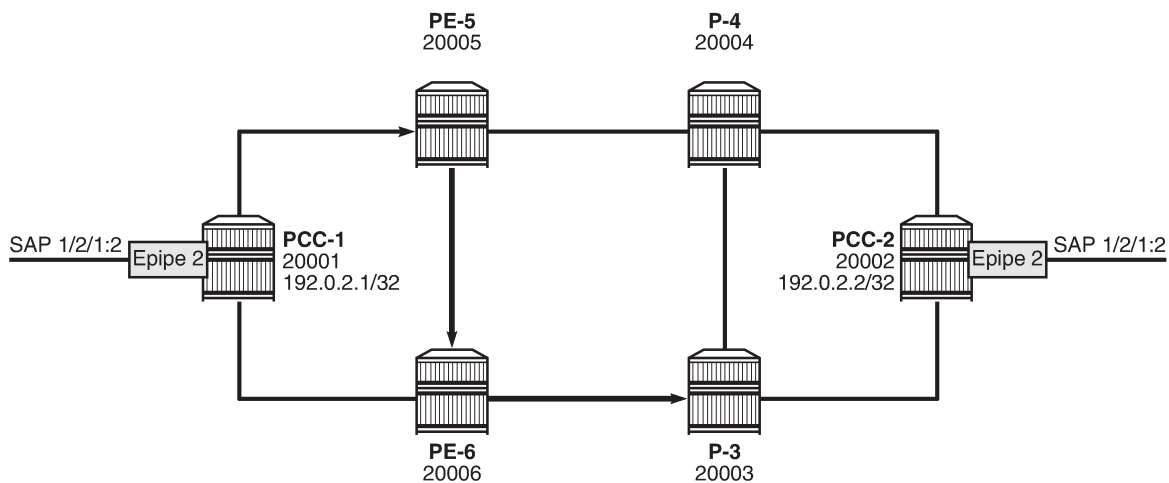 PE-5
20005
P-4
20004
SAP 1/2/1:2
Epipe 2
PCC-1
20001
192.0.2.1/32
PCC-2
20002
192.0.2.2/32
Epipe 2
SAP 1/2/1:2
PE-6
20006
P-3
20003